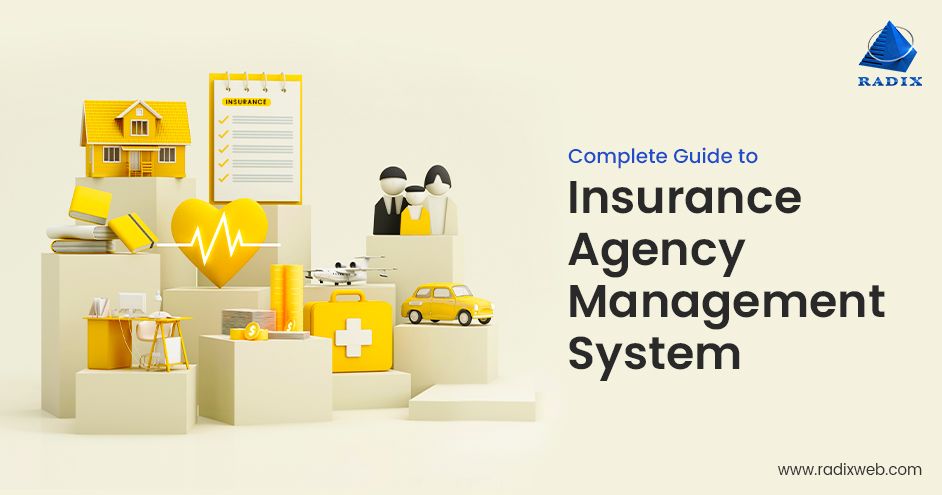 RADIX
INSURANCE
Complete Guide to
Insurance
Agency
Management
System
www.radixweb.com